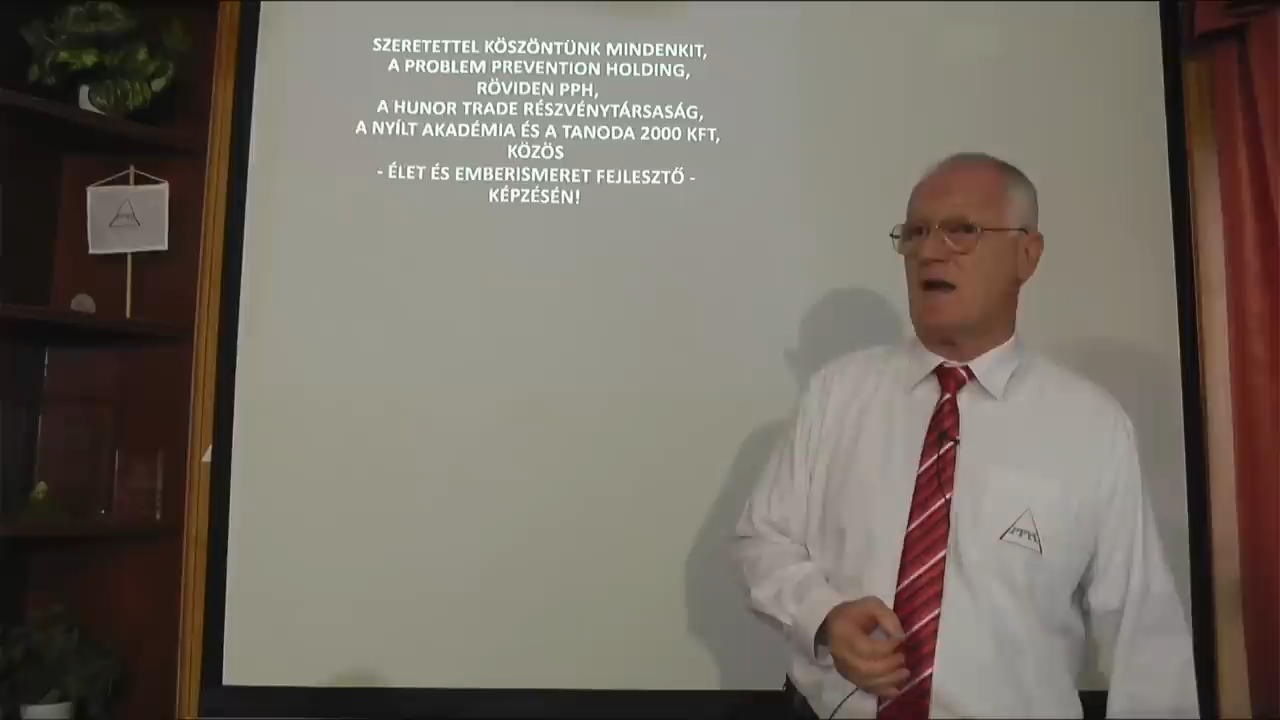 SZERETETTEL KÖSZÖNTÜNK MINDENKIT,
A PROBLEM PREVENTION HOLDING,
RÖVIDEN PPH,
A HUNOR TRADE RÉSZVÉNYTÁRSASÁG,
A NYÍLT AKADÉMIA ÉS A TANODA 2000 KFT,
KÖZÖS
- ÉLET ÉS EMBERISMERET FEJLESZTŐ -
KÉPZÉSÉN!